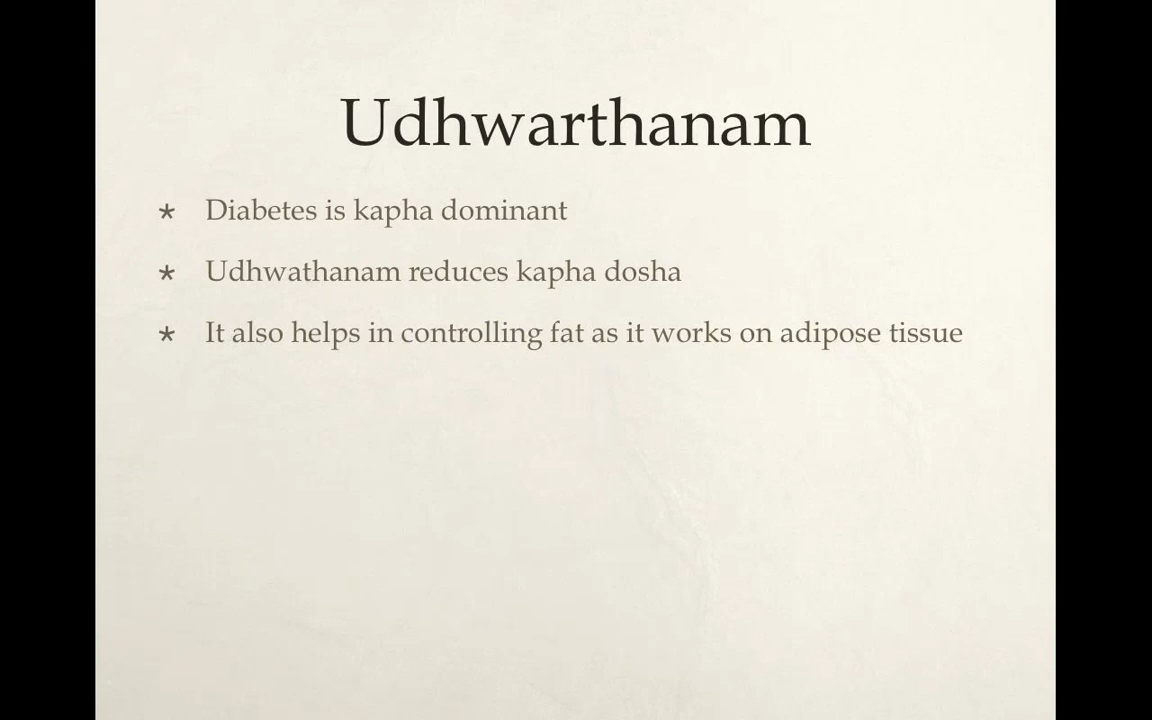 Udhwarthanam
* Diabetes is kapha dominant
* Udhwathanam reduces kapha dosha
* It also helps in controlling fat as it works on adipose tissue